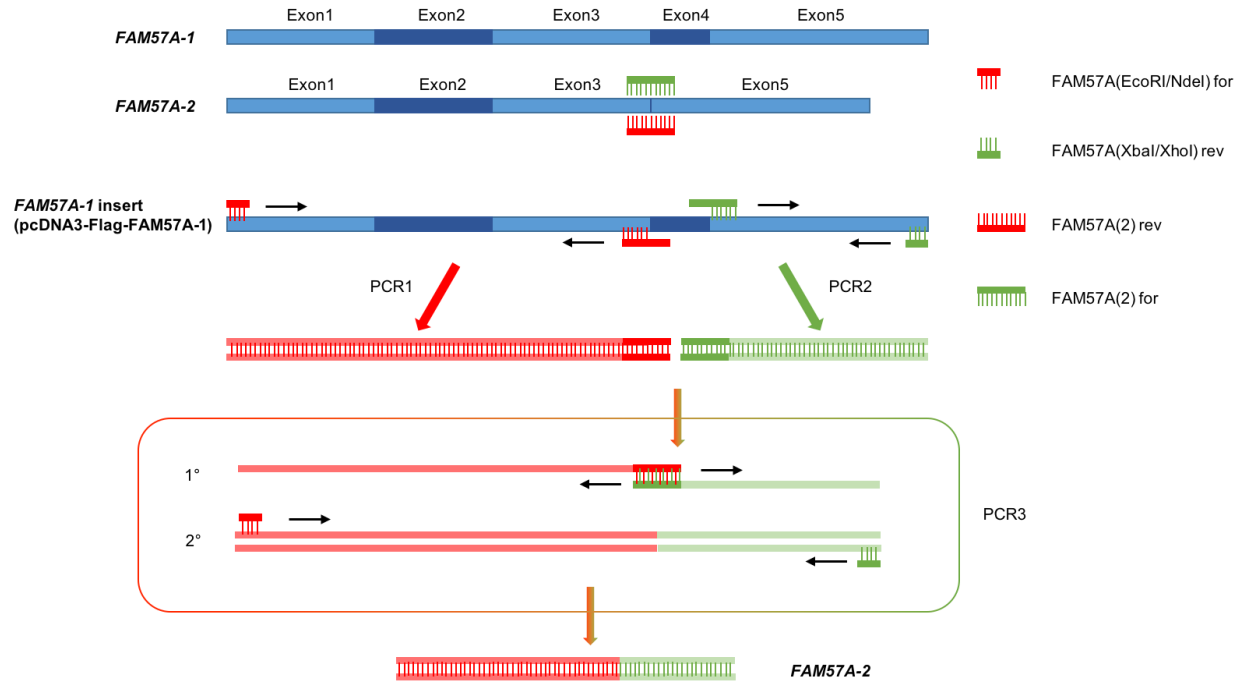 Exon1 Exon2 Exon3 Exon4 Exon5
FAM57A-1
Exon1 Exon2 Exon3 Exon5
FAM57A-2
FAM57A(EcoRI/NdeI) for
FAM57A(XbaI/XhoI) rev
FAM57A(2) rev
FAM57A(2) for
FAM57A-1 insert
(pcDNA3-Flag-FAM57A-1)
PCR1 PCR2
1°
2°
PCR3
FAM57A-2